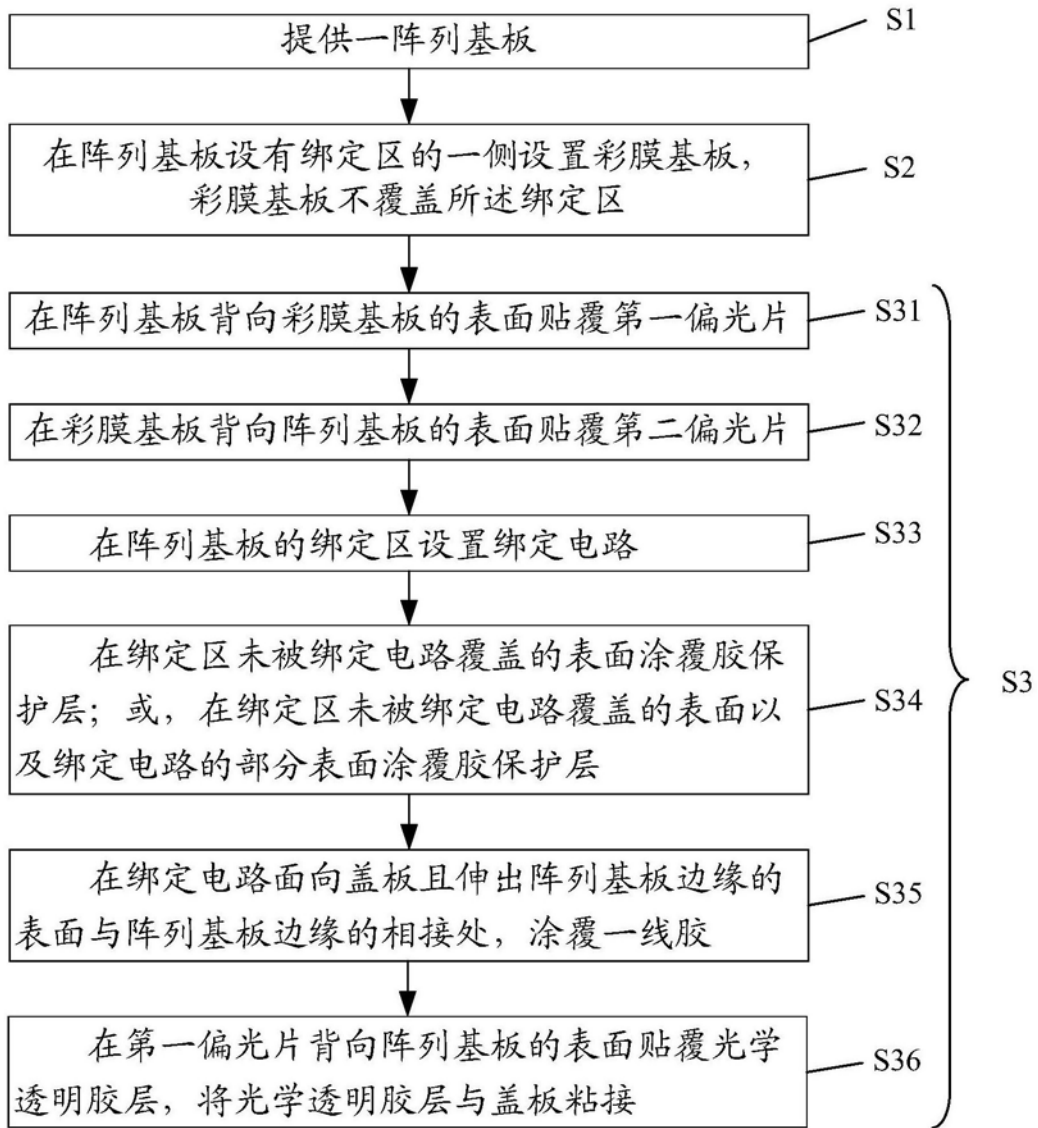 提供一阵列基板
S1
在阵列基板设有绑定区的一侧设置彩膜基板，
彩膜基板不覆盖所述绑定区
S2
在阵列基板背向彩膜基板的表面贴覆第一偏光片
S31
在彩膜基板背向阵列基板的表面贴覆第二偏光片
S32
在阵列基板的绑定区设置绑定电路
S33
在绑定区未被绑定电路覆盖的表面涂覆胶保
护层；或，在绑定区未被绑定电路覆盖的表面以
及绑定电路的部分表面涂覆胶保护层
S34
S3
在绑定电路面向盖板且伸出阵列基板边缘的
表面与阵列基板边缘的相接处，涂覆一线胶
S35
在第一偏光片背向阵列基板的表面贴覆光学
透明胶层，将光学透明胶层与盖板粘接
S36